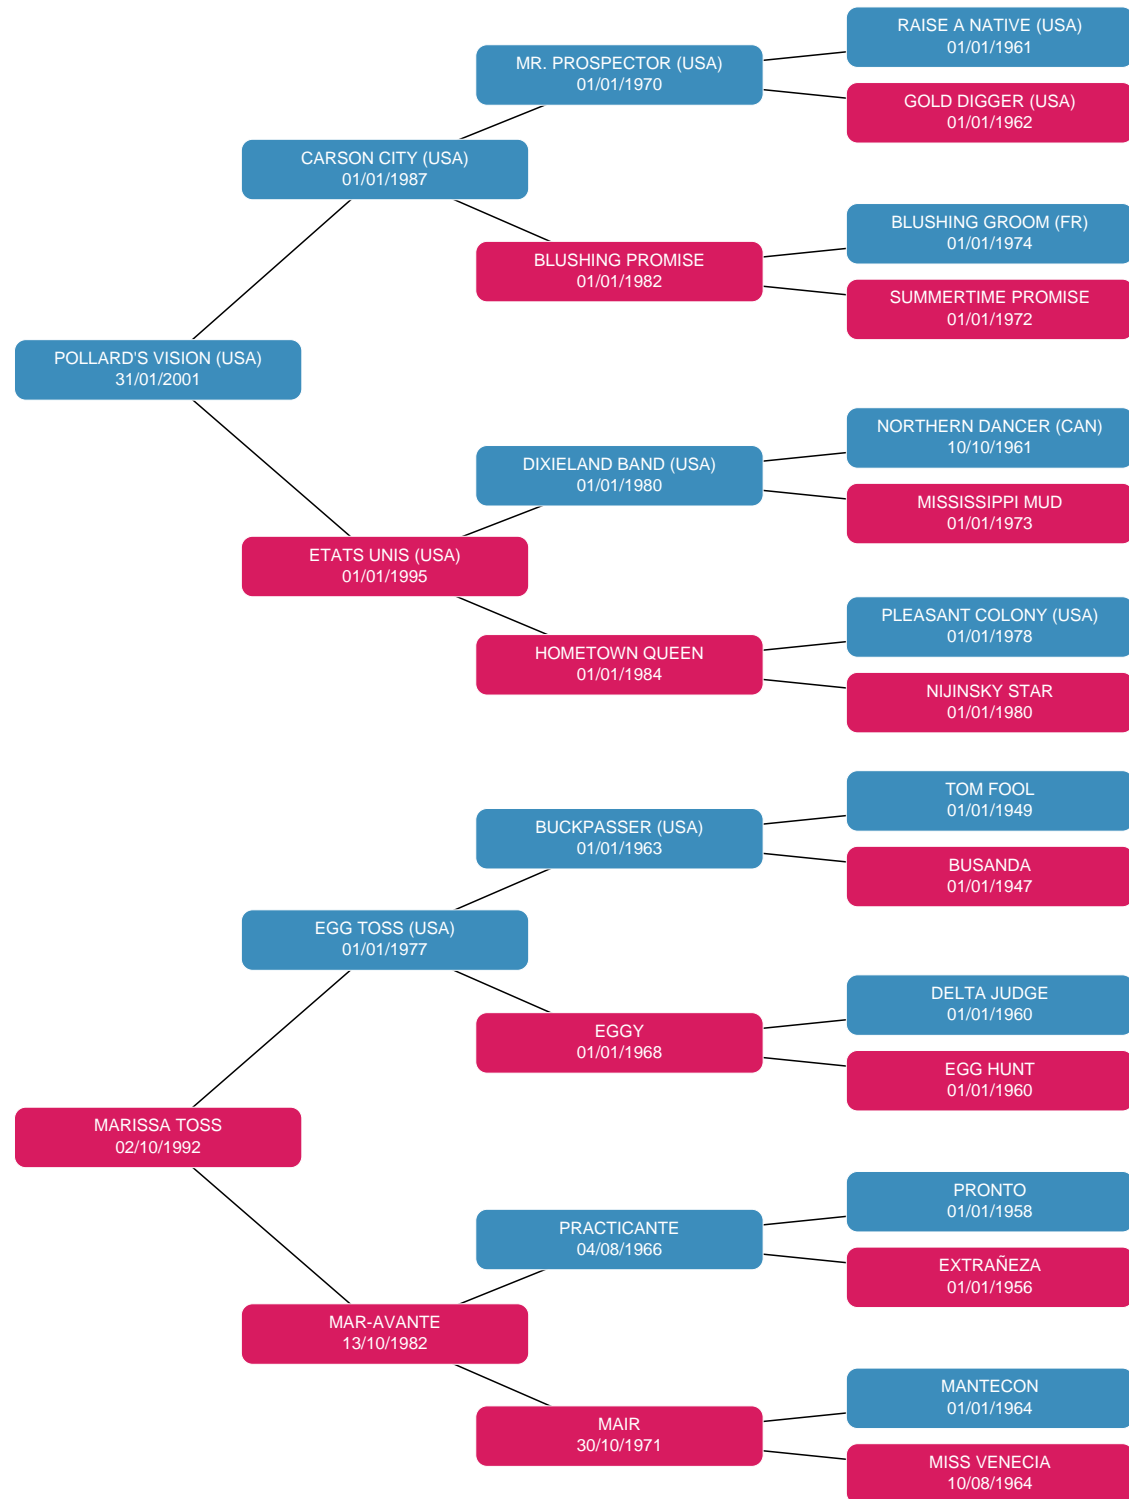 RAISE A NATIVE (USA)
01/01/1961
MR. PROSPECTOR (USA)
01/01/1970
GOLD DIGGER (USA)
01/01/1962
CARSON CITY (USA)
01/01/1987
BLUSHING GROOM (FR)
01/01/1974
BLUSHING PROMISE
01/01/1982
SUMMERTIME PROMISE
01/01/1972
POLLARD'S VISION (USA)
31/01/2001
NORTHERN DANCER (CAN)
10/10/1961
DIXIELAND BAND (USA)
01/01/1980
MISSISSIPPI MUD
01/01/1973
ETATS UNIS (USA)
01/01/1995
PLEASANT COLONY (USA)
01/01/1978
HOMETOWN QUEEN
01/01/1984
NIJINSKY STAR
01/01/1980
TOM FOOL
01/01/1949
BUCKPASSER (USA)
01/01/1963
BUSANDA
01/01/1947
EGG TOSS (USA)
01/01/1977
DELTA JUDGE
01/01/1960
EGGY
01/01/1968
EGG HUNT
01/01/1960
MARISSA TOSS
02/10/1992
PRONTO
01/01/1958
PRACTICANTE
04/08/1966
EXTRAÑEZA
01/01/1956
MAR-AVANTE
13/10/1982
MANTECON
01/01/1964
MAIR
30/10/1971
MISS VENECIA
10/08/1964